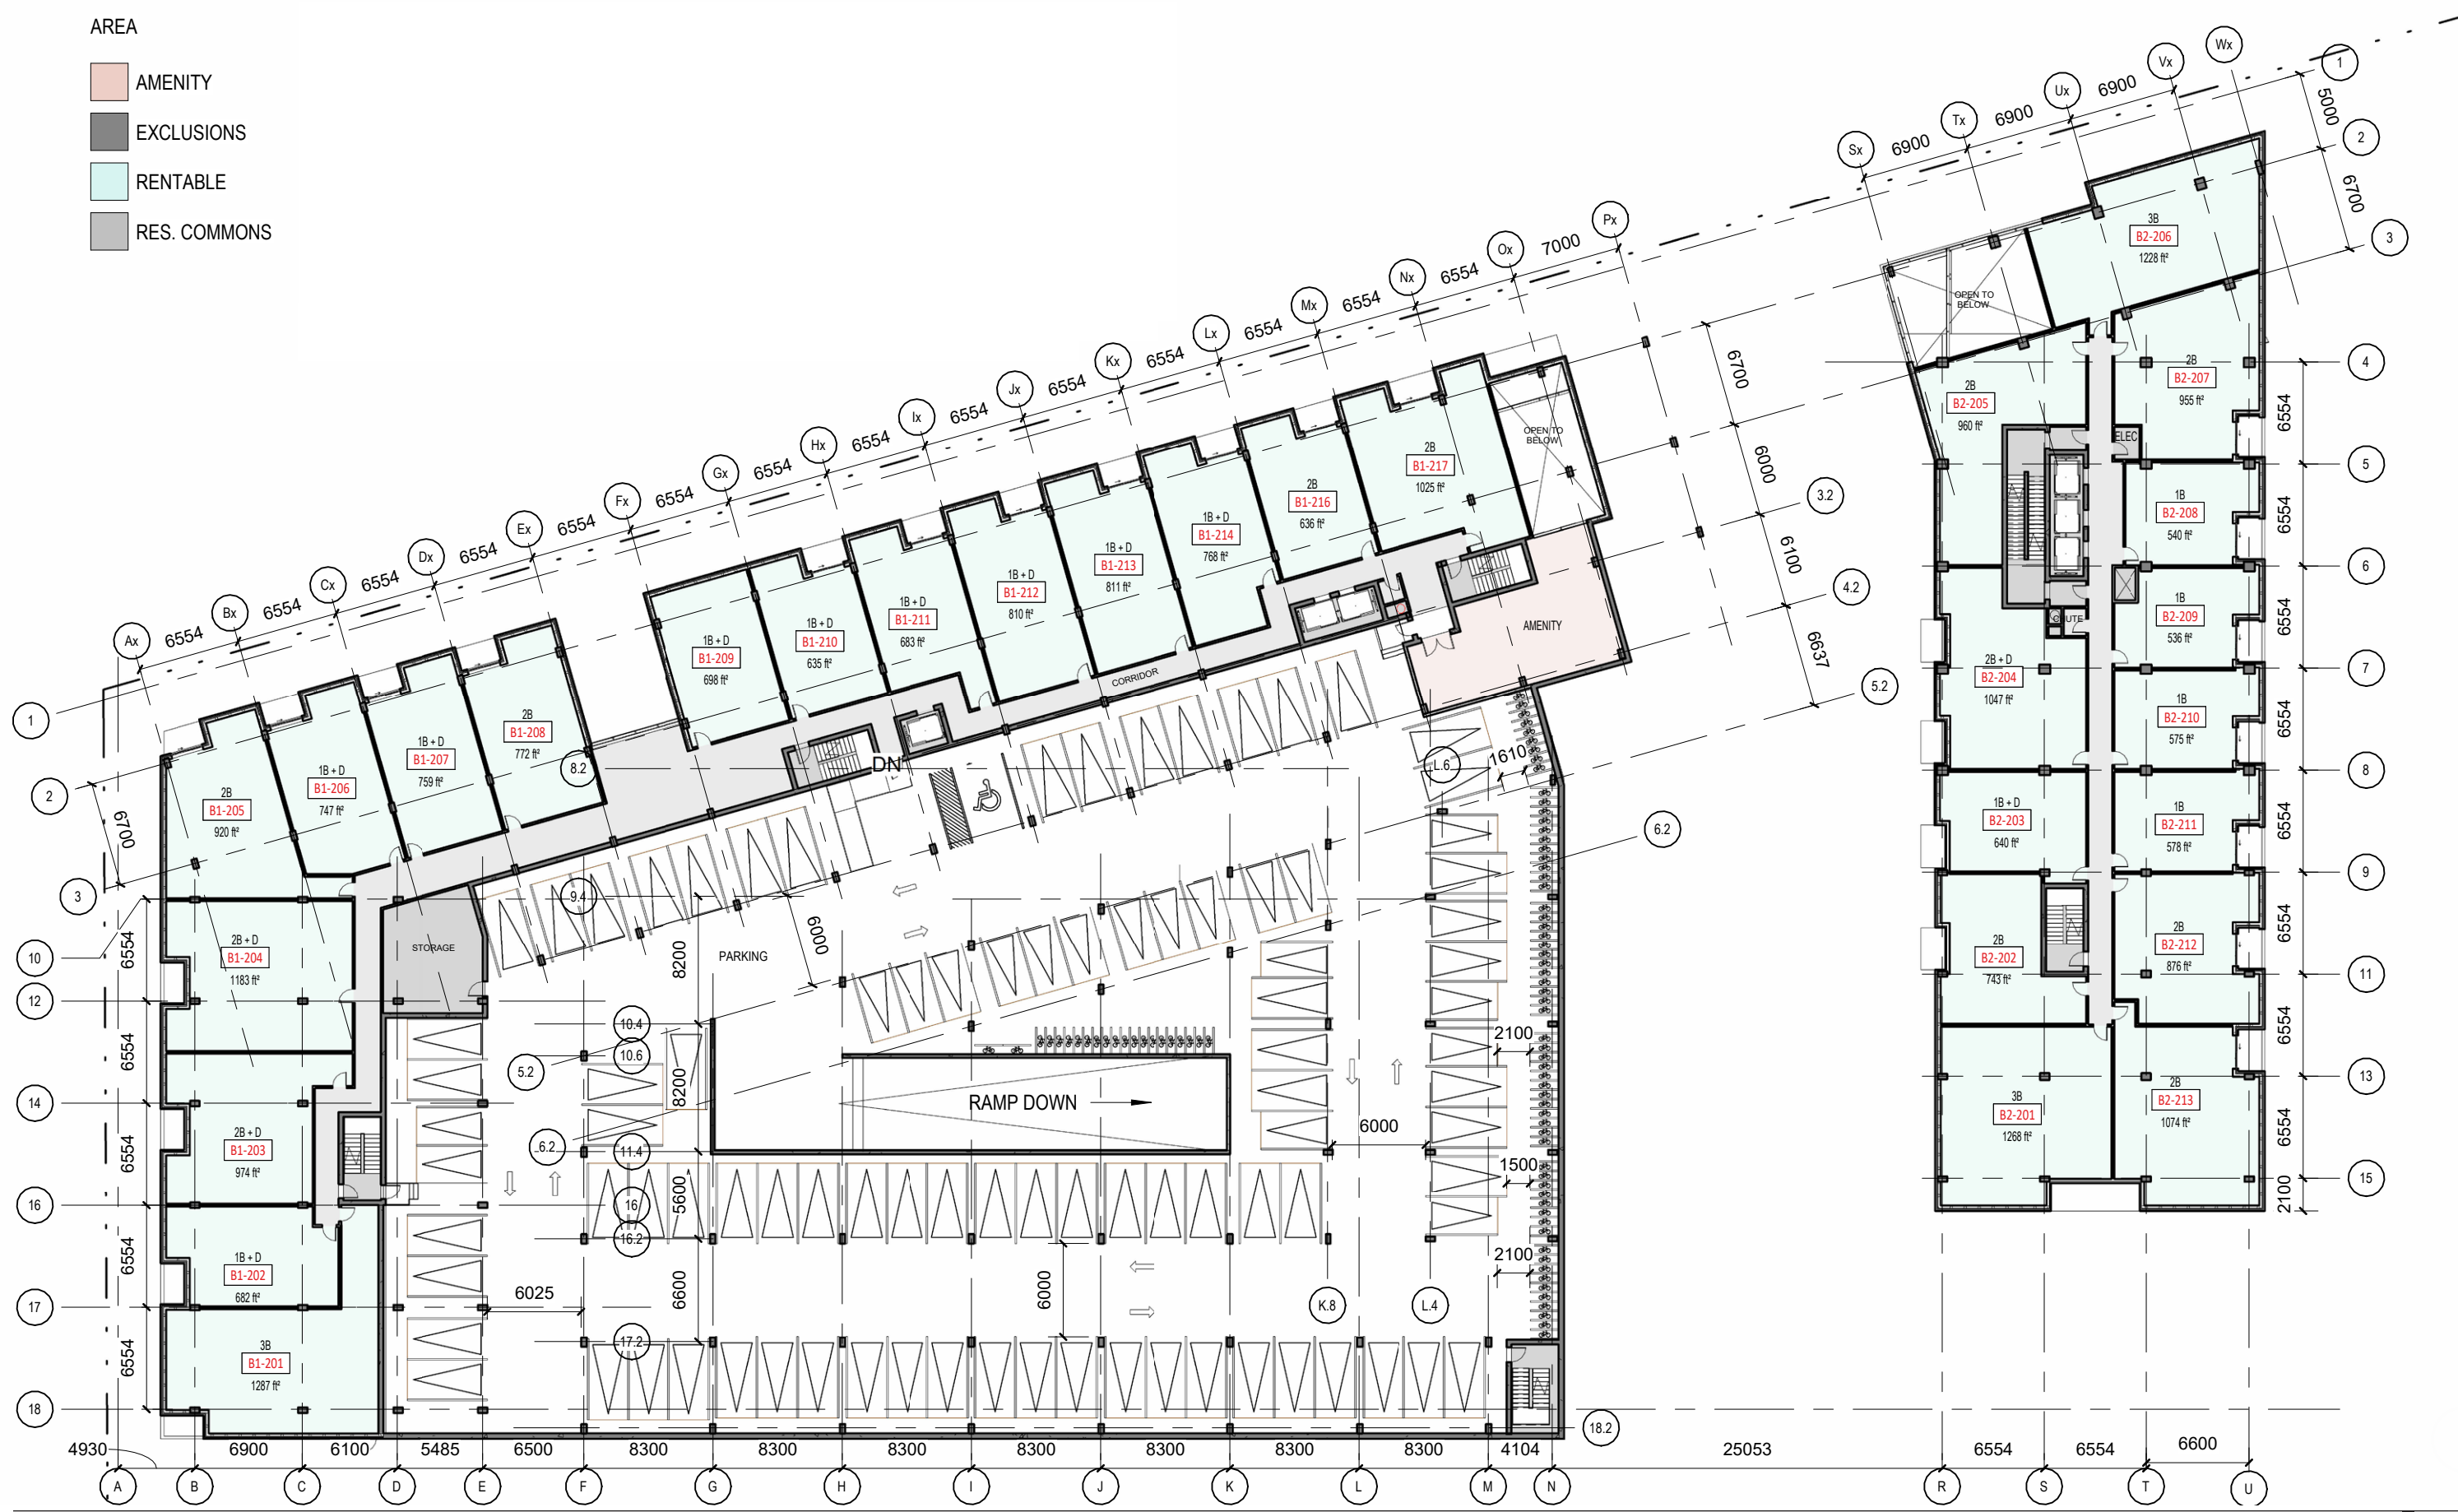 AREA
AMENITY
EXCLUSIONS
RENTABLE
RES. COMMONS
Ax
Bx
Cx
Dx
Ex
Fx
Gx
Hx
Ix
Jx
Kx
Lx
Mx
Nx
Ox
Px
6554
6554
6554
6554
6554
6554
6554
6554
6554
6554
6554
6554
6554
6554
7000
Sx
Tx
Ux
Vx
Wx
6900
6900
6900
1
2
3
5000
6700
1
2
3
6700
10
12
14
16
17
18
6554
6554
6554
6554
6554
2B
B1-205
920 ft²
1B + D
B1-206
747 ft²
1B + D
B1-207
759 ft²
2B
B1-208
772 ft²
1B + D
B1-209
698 ft²
1B + D
B1-210
635 ft²
1B + D
B1-211
683 ft²
1B + D
B1-212
810 ft²
1B + D
B1-213
811 ft²
1B + D
B1-214
768 ft²
2B
B1-216
636 ft²
2B
B1-217
1025 ft²
OPEN TO
BELOW
AMENITY
CORRIDOR
DN
6700
6000
6100
6637
3.2
4.2
5.2
6.2
2B + D
B1-204
1183 ft²
2B + D
B1-203
974 ft²
1B + D
B1-202
682 ft²
3B
B1-201
1287 ft²
STORAGE
PARKING
RAMP DOWN
8.2
9.4
10.4
10.6
5.2
6.2
11.4
16
16.2
17.2
18.2
L.6
K.8
L.4
8200
8200
5600
6600
6000
6000
6000
6025
1610
2100
1500
2100
4930
6900
6100
5485
6500
8300
8300
8300
8300
8300
8300
8300
4104
25053
6554
6554
6600
A
B
C
D
E
F
G
H
I
J
K
L
M
N
R
S
T
U
3B
B2-206
1228 ft²
OPEN TO
BELOW
2B
B2-205
960 ft²
2B
B2-207
955 ft²
ELEC
1B
B2-208
540 ft²
1B
B2-209
536 ft²
CHUTE
2B + D
B2-204
1047 ft²
1B
B2-210
575 ft²
1B + D
B2-203
640 ft²
1B
B2-211
578 ft²
2B
B2-202
743 ft²
2B
B2-212
876 ft²
3B
B2-201
1268 ft²
2B
B2-213
1074 ft²
4
5
6
7
8
9
11
13
15
6554
6554
6554
6554
6554
6554
6554
6554
2100